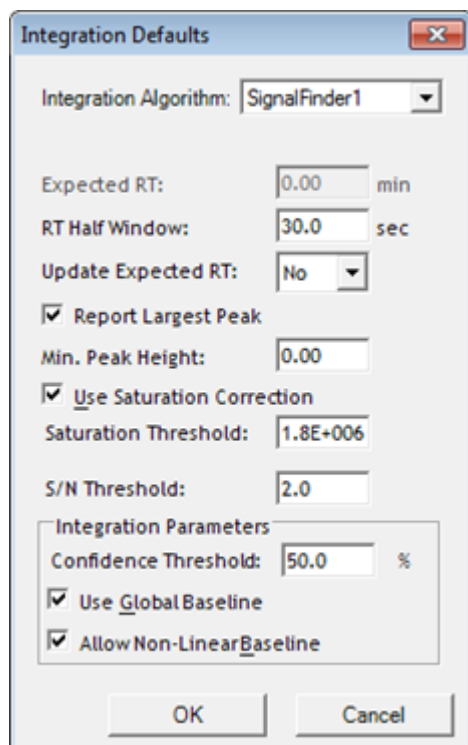 Integration Defaults
Integration Algorithm: SignalFinder1
Expected RT: 0.00 min
RT Half Window: 30.0 sec
Update Expected RT: No
Report Largest Peak
Min. Peak Height: 0.00
Use Saturation Correction
Saturation Threshold: 1.8E+006
S/N Threshold: 2.0
Integration Parameters
Confidence Threshold: 50.0 %
Use Global Baseline
Allow Non-LinearBaseline
OK Cancel